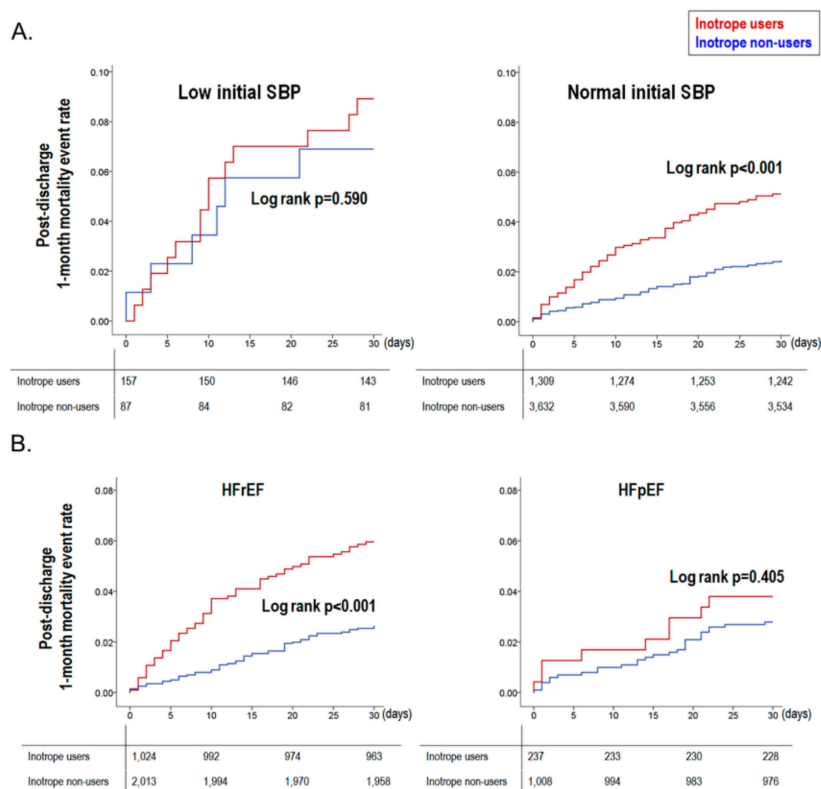 Inotrope users
Inotrope non-users
A.
Post-discharge
1-month mortality event rate
Low initial SBP
Log rank p=0.590
0.10
0.08
0.06
0.04
0.02
0.00
0 5 10 15 20 25 30 (days)
Inotrope users 157 150 146 143
Inotrope non-users 87 84 82 81
Normal initial SBP
Log rank p<0.001
0.10
0.08
0.06
0.04
0.02
0.00
0 5 10 15 20 25 30 (days)
Inotrope users 1,309 1,274 1,253 1,242
Inotrope non-users 3,632 3,590 3,556 3,534
B.
Post-discharge
1-month mortality event rate
HFrEF
Log rank p<0.001
0.08
0.06
0.04
0.02
0.00
0 5 10 15 20 25 30 (days)
Inotrope users 1,024 992 974 963
Inotrope non-users 2,013 1,994 1,970 1,958
HFpEF
Log rank p=0.405
0.08
0.06
0.04
0.02
0.00
0 5 10 15 20 25 30 (days)
Inotrope users 237 233 230 228
Inotrope non-users 1,008 994 983 976